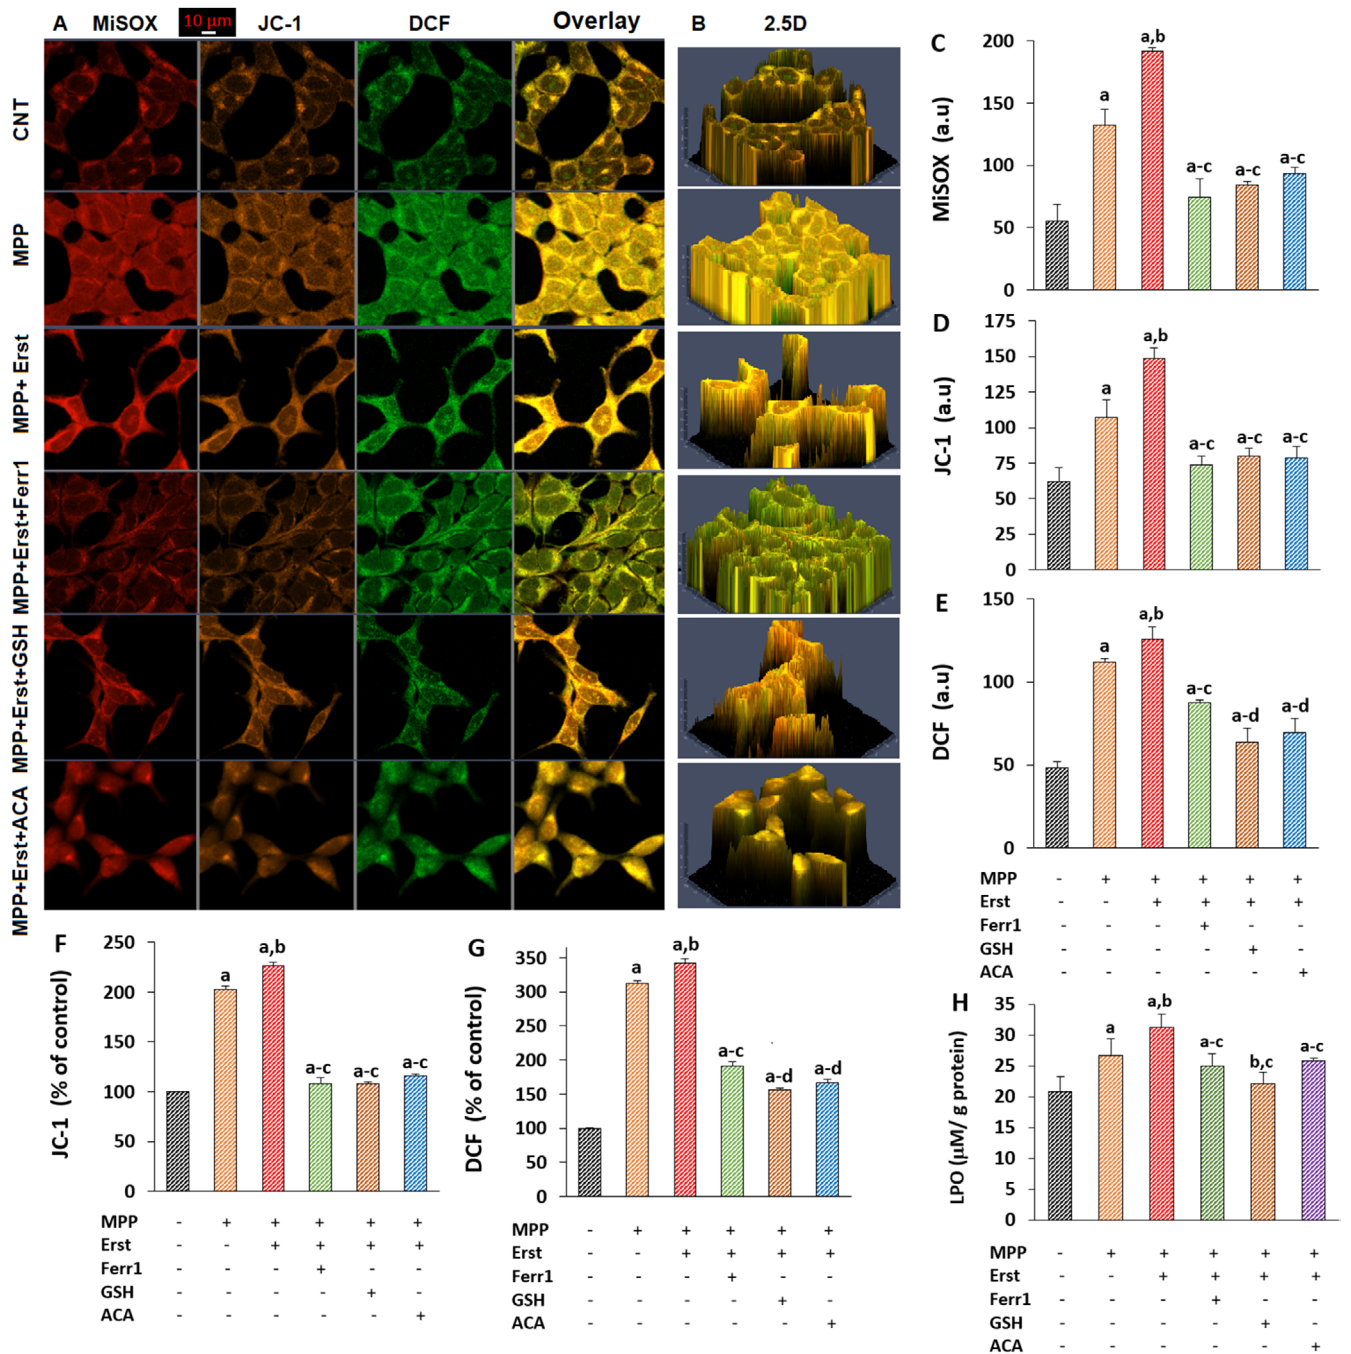 A MiSOX 10 µm JC-1 DCF Overlay B 2.5D
CNT
MPP
MPP+ Erst
MPP+Erst+Ferr1
MPP+Erst+GSH
MPP+Erst+ACA
C
MiSOX (a.u)
200
150
100
50
0
a
a,b
a-c
a-c
a-c
D
JC-1 (a.u)
175
150
125
100
75
50
25
0
a
a,b
a-c
a-c
a-c
E
DCF (a.u)
150
100
50
0
a
a,b
a-c
a-d
a-d
MPP - + + + + +
Erst - - + + + +
Ferr1 - - - + - -
GSH - - - - + -
ACA - - - - - +
F
JC-1 (% of control)
250
200
150
100
50
0
a
a,b
a-c
a-c
a-c
MPP - + + + + +
Erst - - + + + +
Ferr1 - - - + - -
GSH - - - - + -
ACA - - - - - +
G
DCF (% of control)
350
300
250
200
150
100
50
0
a
a,b
a-c
a-d
a-d
MPP - + + + + +
Erst - - + + + +
Ferr1 - - - + - -
GSH - - - - + -
ACA - - - - - +
H
LPO (µM/ g protein)
35
30
25
20
15
10
5
0
a
a,b
a-c
b,c
a-c
MPP - + + + + +
Erst - - + + + +
Ferr1 - - - + - -
GSH - - - - + -
ACA - - - - - +